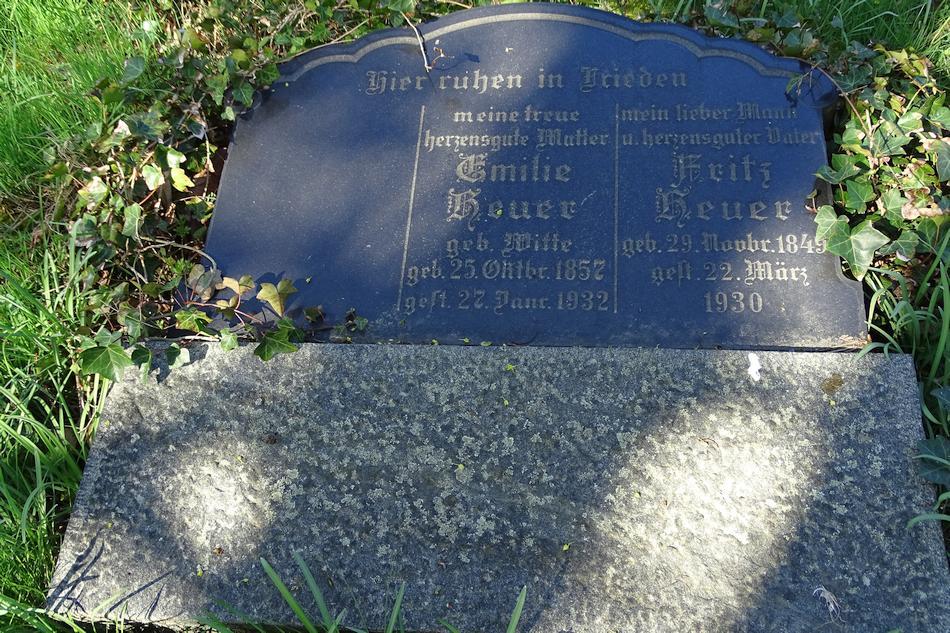 Hier ruhen in Frieden
meine treue
herzensgute Mutter
Emilie
Heuer
geb. Witte
geb. 25. Oktbr. 1857
gest. 27. Janr. 1932
mein lieber Mann
u. herzensguter Vater
Fritz
Heuer
geb. 29. Novbr. 1849
gest. 22. März
1930